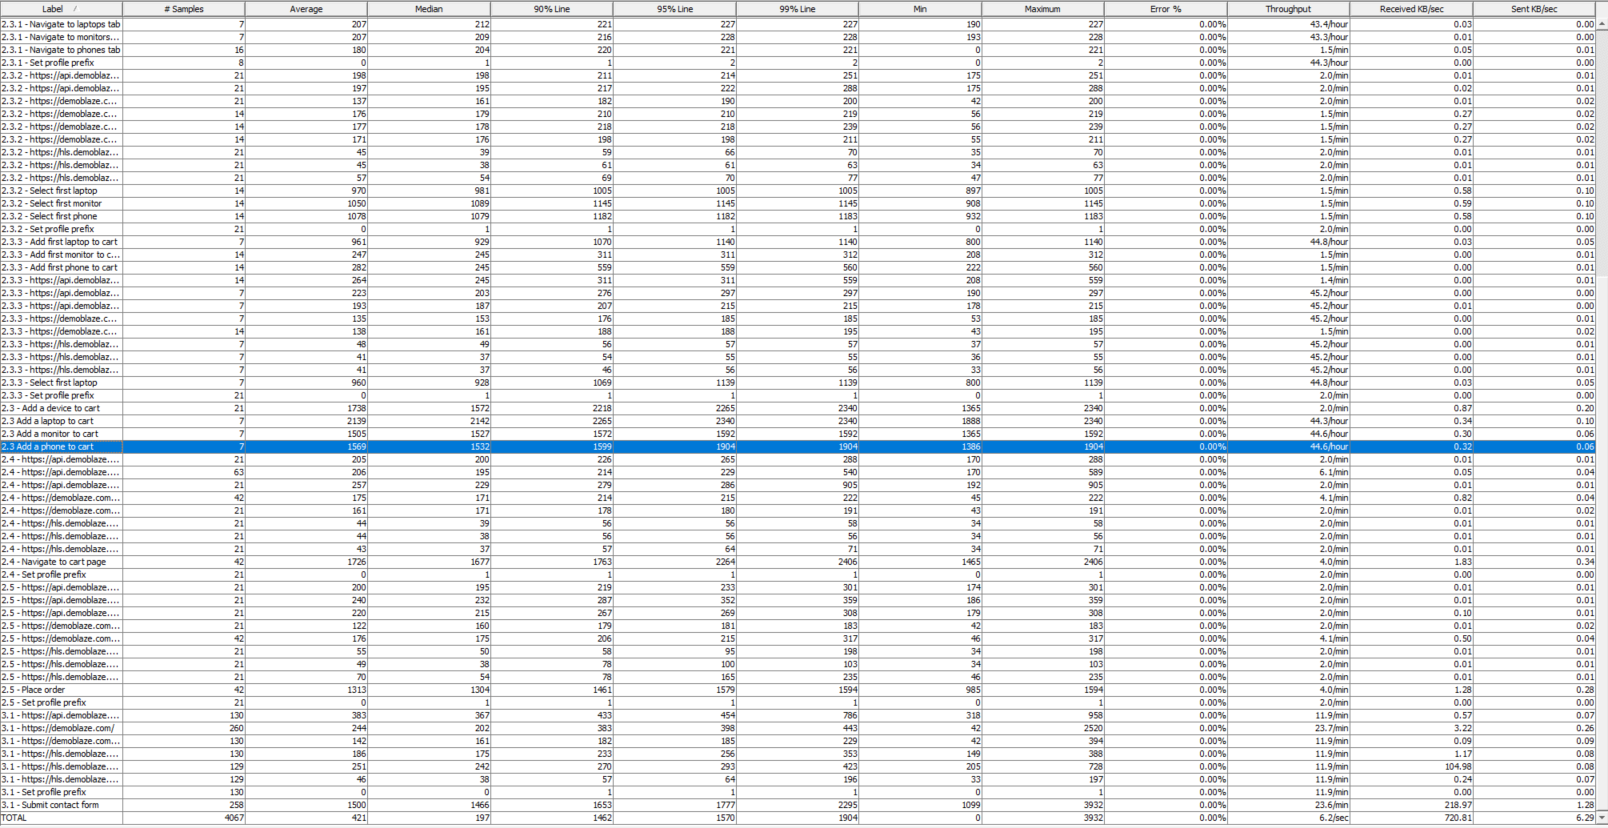 Label # Samples Average Median 90% Line 95% Line 99% Line Min Maximum Error % Throughput Received KB/sec Sent KB/sec
2.3.1 - Navigate to laptops tab 7 207 212 221 227 227 190 227 0.00% 43.4/hour 0.03 0.00
2.3.1 - Navigate to monitors... 7 207 209 216 228 228 193 228 0.00% 43.3/hour 0.01 0.00
2.3.1 - Navigate to phones tab 16 180 204 220 221 221 0 221 0.00% 1.5/min 0.05 0.01
2.3.1 - Set profile prefix 8 0 1 1 2 2 0 2 0.00% 44.3/hour 0.00 0.00
2.3.2 - https://api.demoblaz... 21 198 198 211 214 251 175 251 0.00% 2.0/min 0.01 0.01
2.3.2 - https://api.demoblaz... 21 197 195 217 222 288 175 288 0.00% 2.0/min 0.02 0.01
2.3.2 - https://demoblaze.c... 21 137 161 182 190 200 42 200 0.00% 2.0/min 0.01 0.02
2.3.2 - https://demoblaze.c... 14 176 179 210 210 219 56 219 0.00% 1.5/min 0.27 0.02
2.3.2 - https://demoblaze.c... 14 177 178 218 218 239 56 239 0.00% 1.5/min 0.27 0.02
2.3.2 - https://demoblaze.c... 14 171 176 198 198 211 55 211 0.00% 1.5/min 0.27 0.02
2.3.2 - https://hls.demoblaz... 21 45 39 59 66 70 35 70 0.00% 2.0/min 0.01 0.01
2.3.2 - https://hls.demoblaz... 21 45 38 61 61 63 34 63 0.00% 2.0/min 0.01 0.01
2.3.2 - https://hls.demoblaz... 21 57 54 69 70 77 47 77 0.00% 2.0/min 0.01 0.01
2.3.2 - Select first laptop 14 970 981 1005 1005 1005 897 1005 0.00% 1.5/min 0.58 0.10
2.3.2 - Select first monitor 14 1050 1089 1145 1145 1145 908 1145 0.00% 1.5/min 0.59 0.10
2.3.2 - Select first phone 14 1078 1079 1182 1182 1183 932 1183 0.00% 1.5/min 0.58 0.10
2.3.2 - Set profile prefix 21 0 1 1 1 1 0 1 0.00% 2.0/min 0.00 0.00
2.3.3 - Add first laptop to cart 7 961 929 1070 1140 1140 800 1140 0.00% 44.8/hour 0.03 0.05
2.3.3 - Add first monitor to c... 14 247 245 311 311 312 208 312 0.00% 1.5/min 0.00 0.01
2.3.3 - Add first phone to cart 14 282 245 559 559 560 222 560 0.00% 1.5/min 0.00 0.01
2.3.3 - https://api.demoblaz... 14 264 245 311 311 559 208 559 0.00% 1.4/min 0.00 0.01
2.3.3 - https://api.demoblaz... 7 223 203 276 297 297 190 297 0.00% 45.2/hour 0.00 0.00
2.3.3 - https://api.demoblaz... 7 193 187 207 215 215 178 215 0.00% 45.2/hour 0.01 0.00
2.3.3 - https://demoblaze.c... 7 135 153 176 185 185 53 185 0.00% 45.2/hour 0.00 0.01
2.3.3 - https://demoblaze.c... 14 138 161 188 188 195 43 195 0.00% 1.5/min 0.00 0.02
2.3.3 - https://hls.demoblaz... 7 48 49 56 57 57 37 57 0.00% 45.2/hour 0.00 0.01
2.3.3 - https://hls.demoblaz... 7 41 37 54 55 55 36 55 0.00% 45.2/hour 0.00 0.01
2.3.3 - https://hls.demoblaz... 7 41 37 46 56 56 33 56 0.00% 45.2/hour 0.00 0.01
2.3.3 - Select first laptop 7 960 928 1069 1139 1139 800 1139 0.00% 44.8/hour 0.03 0.05
2.3.3 - Set profile prefix 21 0 1 1 1 1 0 1 0.00% 2.0/min 0.00 0.00
2.3 - Add a device to cart 21 1738 1572 2218 2265 2340 1365 2340 0.00% 2.0/min 0.87 0.20
2.3 Add a laptop to cart 7 2139 2142 2265 2340 2340 1888 2340 0.00% 44.3/hour 0.34 0.10
2.3 Add a monitor to cart 7 1505 1527 1572 1592 1592 1365 1592 0.00% 44.6/hour 0.30 0.06
2.3 Add a phone to cart 7 1569 1532 1599 1904 1904 1386 1904 0.00% 44.6/hour 0.32 0.06
2.4 - https://api.demoblaze.... 21 205 200 226 265 288 170 288 0.00% 2.0/min 0.01 0.01
2.4 - https://api.demoblaze.... 63 206 195 214 229 540 170 589 0.00% 6.1/min 0.05 0.04
2.4 - https://api.demoblaze.... 21 257 229 279 286 905 192 905 0.00% 2.0/min 0.01 0.01
2.4 - https://demoblaze.com... 42 175 171 214 215 222 45 222 0.00% 4.1/min 0.82 0.04
2.4 - https://demoblaze.com... 21 161 171 178 180 191 43 191 0.00% 2.0/min 0.01 0.02
2.4 - https://hls.demoblaze.... 21 44 39 56 56 58 34 58 0.00% 2.0/min 0.01 0.01
2.4 - https://hls.demoblaze.... 21 44 38 56 56 56 34 56 0.00% 2.0/min 0.01 0.01
2.4 - https://hls.demoblaze.... 21 43 37 57 64 71 34 71 0.00% 2.0/min 0.01 0.01
2.4 - Navigate to cart page 42 1726 1677 1763 2264 2406 1465 2406 0.00% 4.0/min 1.83 0.34
2.4 - Set profile prefix 21 0 1 1 1 1 0 1 0.00% 2.0/min 0.00 0.00
2.5 - https://api.demoblaze.... 21 200 195 219 233 301 174 301 0.00% 2.0/min 0.01 0.01
2.5 - https://api.demoblaze.... 21 240 232 287 352 359 186 359 0.00% 2.0/min 0.01 0.01
2.5 - https://api.demoblaze.... 21 220 215 267 269 308 179 308 0.00% 2.0/min 0.10 0.01
2.5 - https://demoblaze.com... 21 122 160 179 181 183 42 183 0.00% 2.0/min 0.01 0.02
2.5 - https://demoblaze.com... 42 176 175 206 215 317 46 317 0.00% 4.1/min 0.50 0.04
2.5 - https://hls.demoblaze.... 21 55 50 58 95 198 34 198 0.00% 2.0/min 0.01 0.01
2.5 - https://hls.demoblaze.... 21 49 38 78 100 103 34 103 0.00% 2.0/min 0.01 0.01
2.5 - https://hls.demoblaze.... 21 70 54 78 165 235 46 235 0.00% 2.0/min 0.01 0.01
2.5 - Place order 42 1313 1304 1461 1579 1594 985 1594 0.00% 4.0/min 1.28 0.28
2.5 - Set profile prefix 21 0 1 1 1 1 0 1 0.00% 2.0/min 0.00 0.00
3.1 - https://api.demoblaze.... 130 383 367 433 454 786 318 958 0.00% 11.9/min 0.57 0.07
3.1 - https://demoblaze.com/ 260 244 202 383 398 443 42 2520 0.00% 23.7/min 3.22 0.26
3.1 - https://demoblaze.com... 130 142 161 182 185 229 42 394 0.00% 11.9/min 0.09 0.09
3.1 - https://hls.demoblaze.... 130 186 175 233 256 353 149 388 0.00% 11.9/min 1.17 0.08
3.1 - https://hls.demoblaze.... 129 251 242 270 293 423 205 728 0.00% 11.9/min 104.98 0.08
3.1 - https://hls.demoblaze.... 129 46 38 57 64 196 33 197 0.00% 11.9/min 0.24 0.07
3.1 - Set profile prefix 130 0 0 1 1 1 0 1 0.00% 11.9/min 0.00 0.00
3.1 - Submit contact form 258 1500 1466 1653 1777 2295 1099 3932 0.00% 23.6/min 218.97 1.28
TOTAL 4067 421 197 1462 1570 1904 0 3932 0.00% 6.2/sec 720.81 6.29